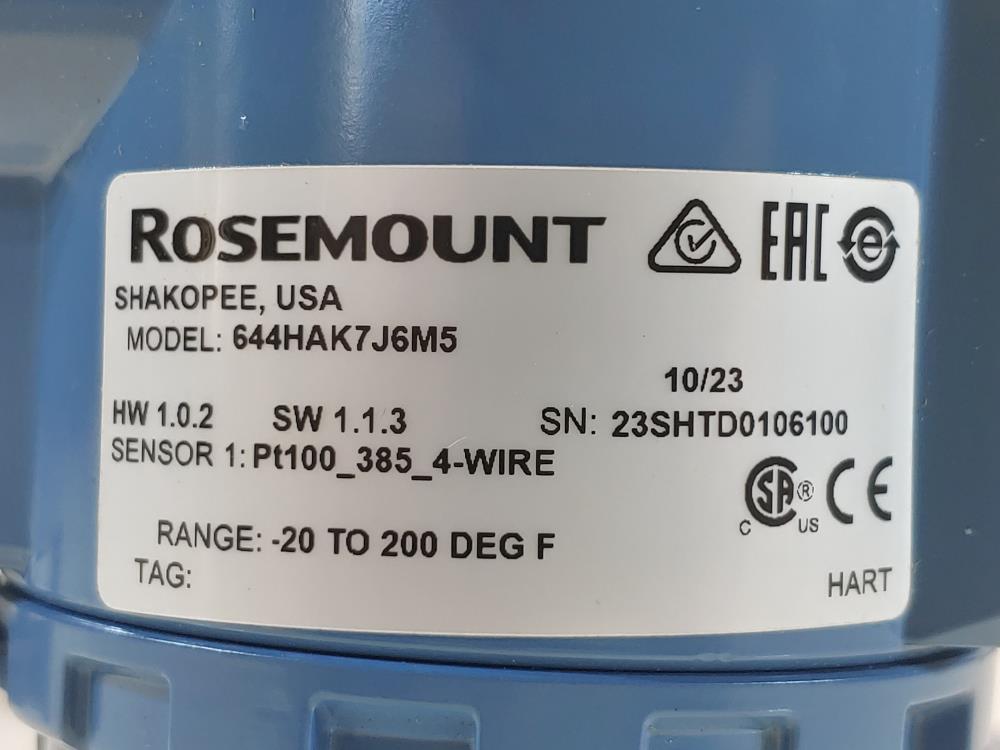 ROSEMOUNT EAC e
SHAKOPEE, USA
MODEL: 644HAK7J6M5
10/23
HW 1.0.2 SW 1.1.3 SN: 23SHTD0106100
SENSOR 1: Pt100_385_4-WIRE
C SA ® US CE
RANGE: -20 TO 200 DEG F
TAG: HART